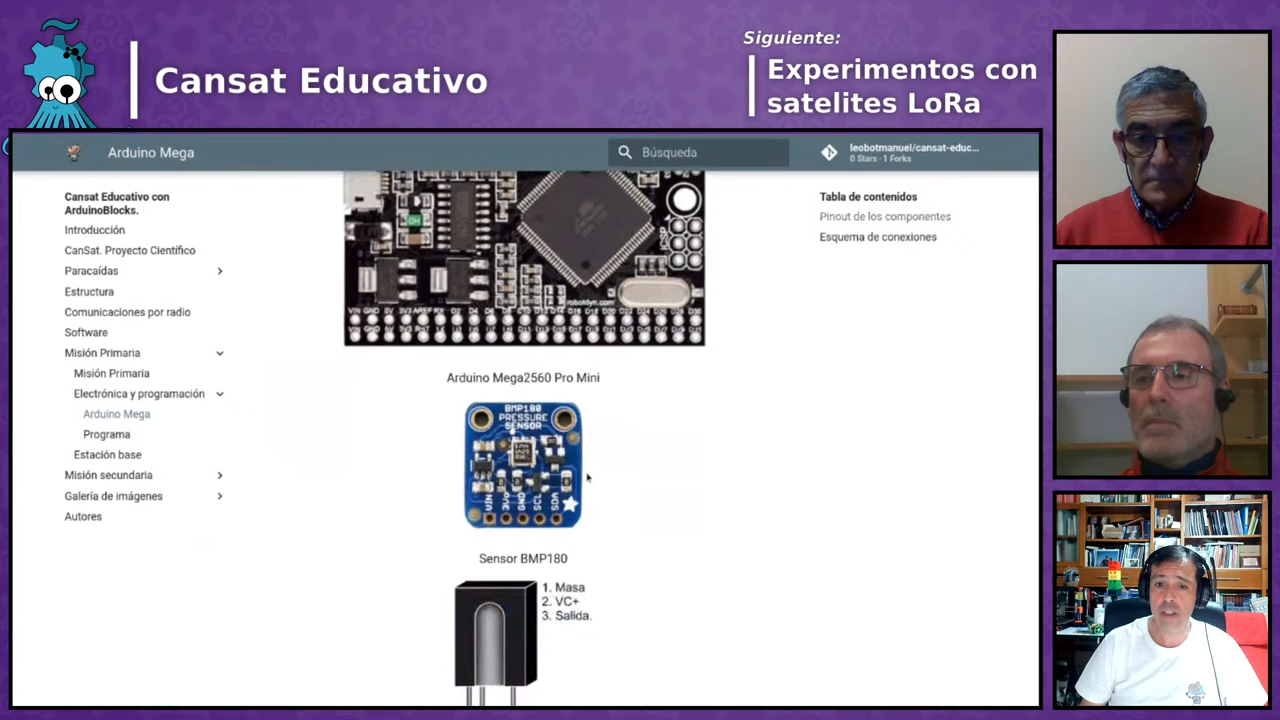 Cansat Educativo
Siguiente:
Experimentos con
satelites LoRa
Arduino Mega
Búsqueda
leobotmanuel/cansat-educ...
0 Stars · 1 Forks
Cansat Educativo con
ArduinoBlocks.
Introducción
CanSat. Proyecto Científico
Paracaídas
Estructura
Comunicaciones por radio
Software
Misión Primaria
Misión Primaria
Electrónica y programación
Arduino Mega
Programa
Estación base
Misión secundaria
Galería de imágenes
Autores
ICSP
robotdyn.com
Arduino Mega2560 Pro Mini
BMP180
PRESSURE
SENSOR
VIN 3Vo GND SCL SDA
Sensor BMP180
1. Masa
2. VC+
3. Salida.
Tabla de contenidos
Pinout de los componentes
Esquema de conexiones